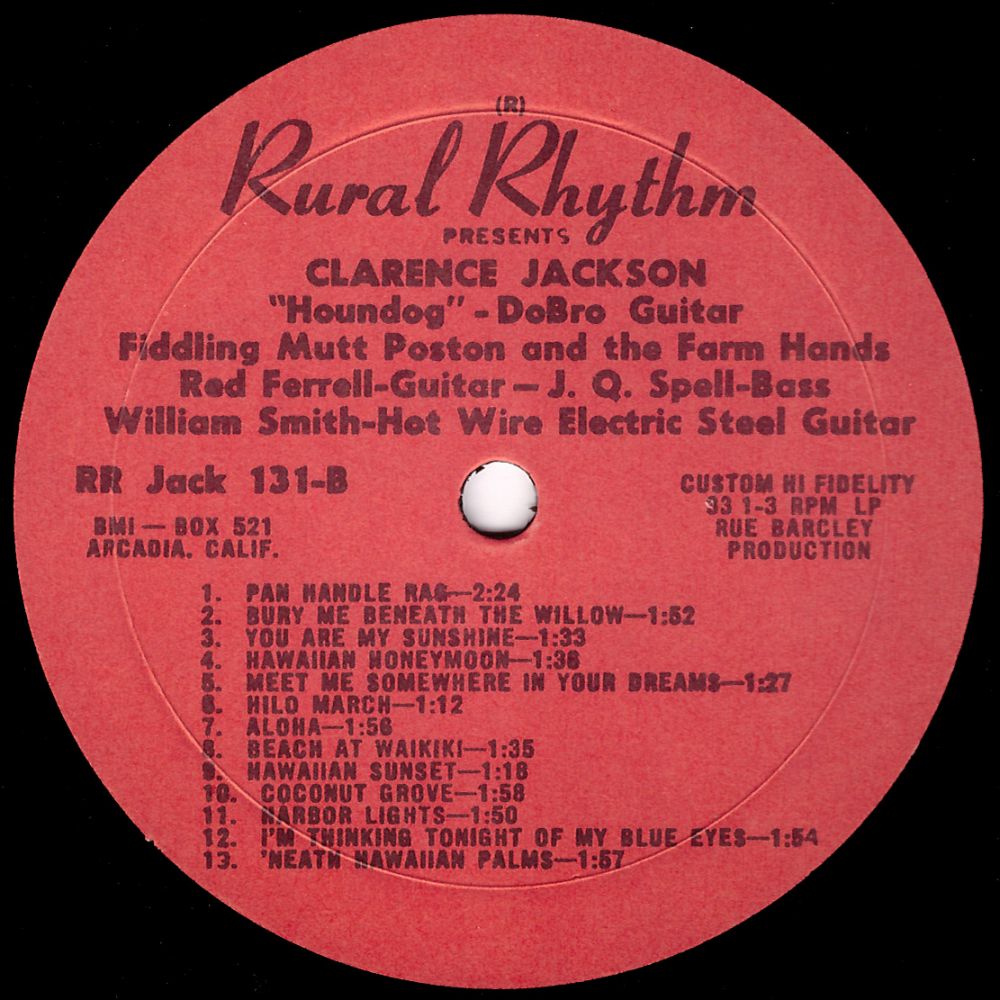 (R)
Rural Rhythm
PRESENTS
CLARENCE JACKSON
"Houndog" - DoBro Guitar
Fiddling Mutt Poston and the Farm Hands
Red Ferrell-Guitar — J. Q. Spell-Bass
William Smith-Hot Wire Electric Steel Guitar
RR Jack 131-B
BMI — BOX 521
ARCADIA. CALIF.
CUSTOM HI FIDELITY
33 1-3 RPM LP
RUE BARCLEY
PRODUCTION
1. PAN HANDLE RAG—2:24
2. BURY ME BENEATH THE WILLOW—1:52
3. YOU ARE MY SUNSHINE—1:33
4. HAWAIIAN HONEYMOON—1:36
5. MEET ME SOMEWHERE IN YOUR DREAMS—1:27
6. HILO MARCH—1:12
7. ALOHA—1:56
8. BEACH AT WAIKIKI—1:35
9. HAWAIIAN SUNSET—1:18
10. COCONUT GROVE—1:58
11. HARBOR LIGHTS—1:50
12. I'M THINKING TONIGHT OF MY BLUE EYES—1:54
13. 'NEATH HAWAIIAN PALMS—1:57